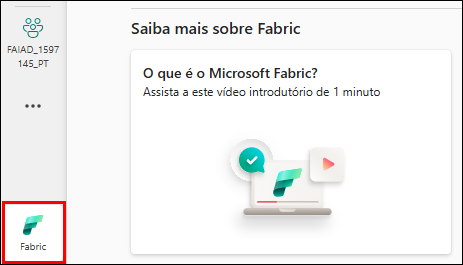 FAIAD_1597
145_PT
Fabric
Saiba mais sobre Fabric
O que é o Microsoft Fabric?
Assista a este vídeo introdutório de 1 minuto